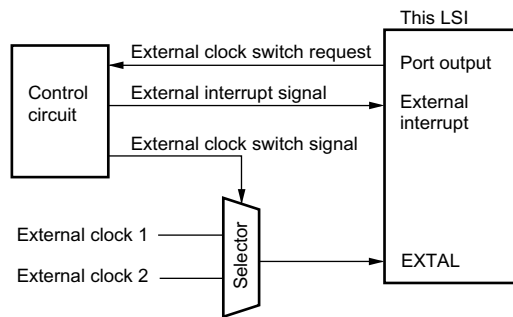 This LSI
External clock switch request
Port output
Control
circuit
External interrupt signal
External
interrupt
External clock switch signal
External clock 1
External clock 2
Selector
EXTAL